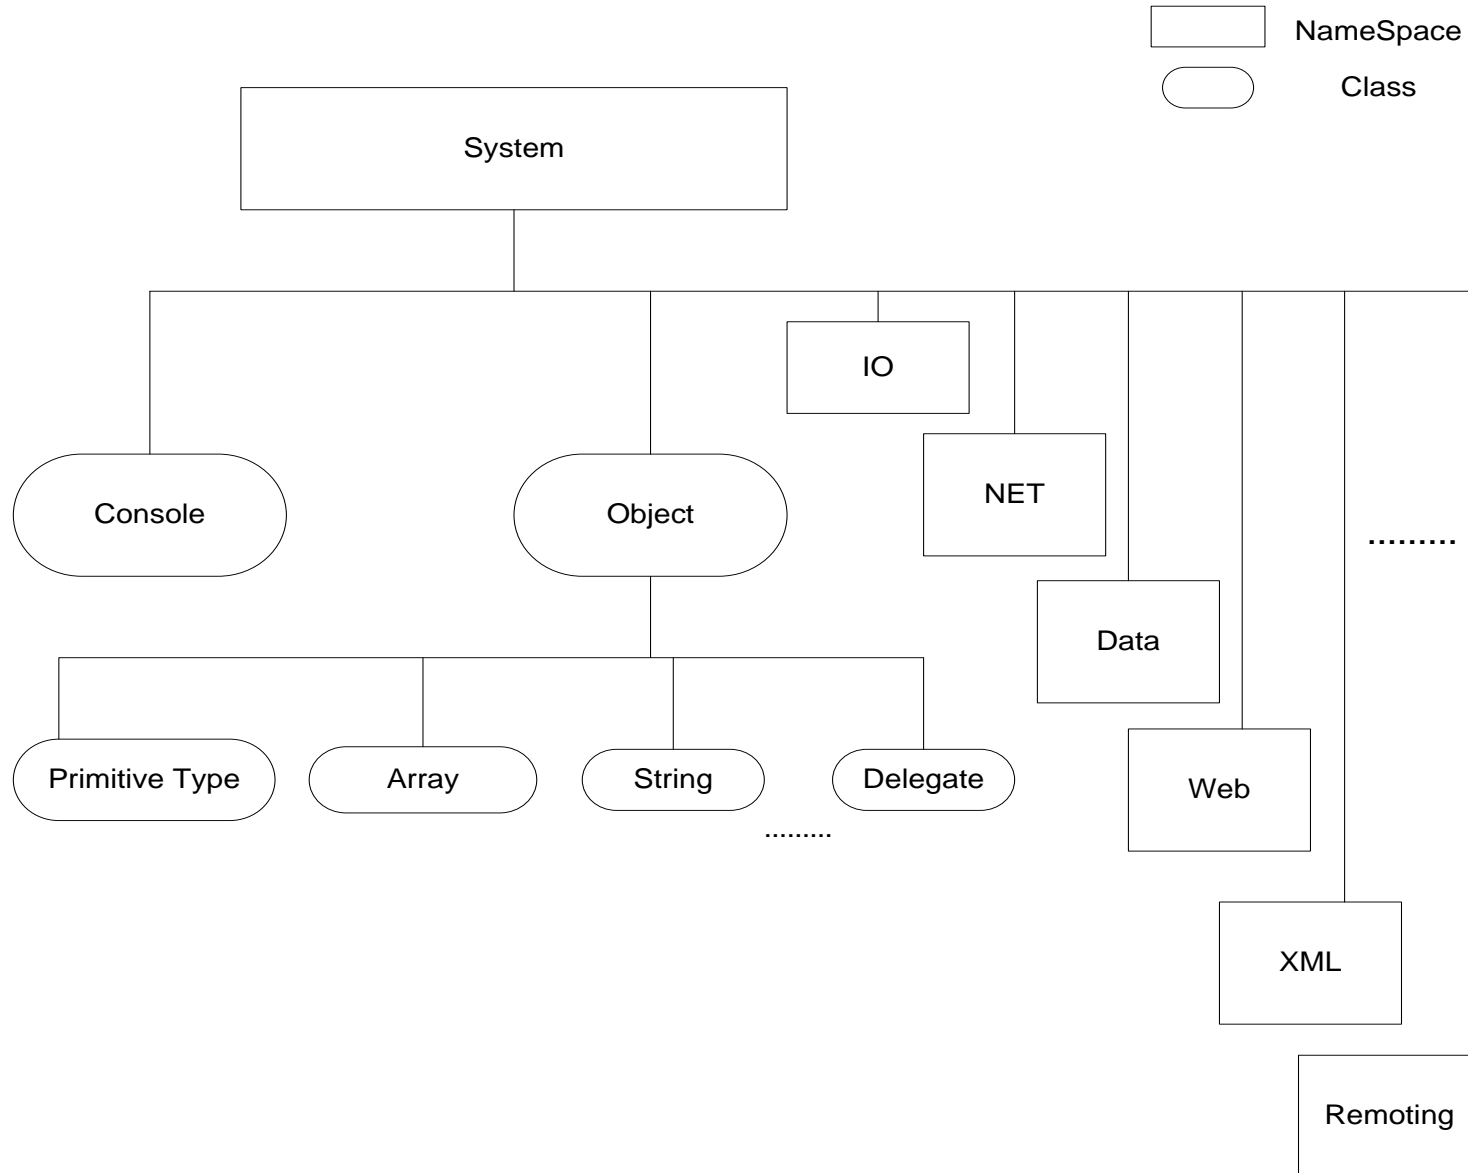 NameSpace
Class
System
IO
NET
Console
Object
.........
Data
Primitive Type
Array
String
Delegate
.........
Web
XML
Remoting